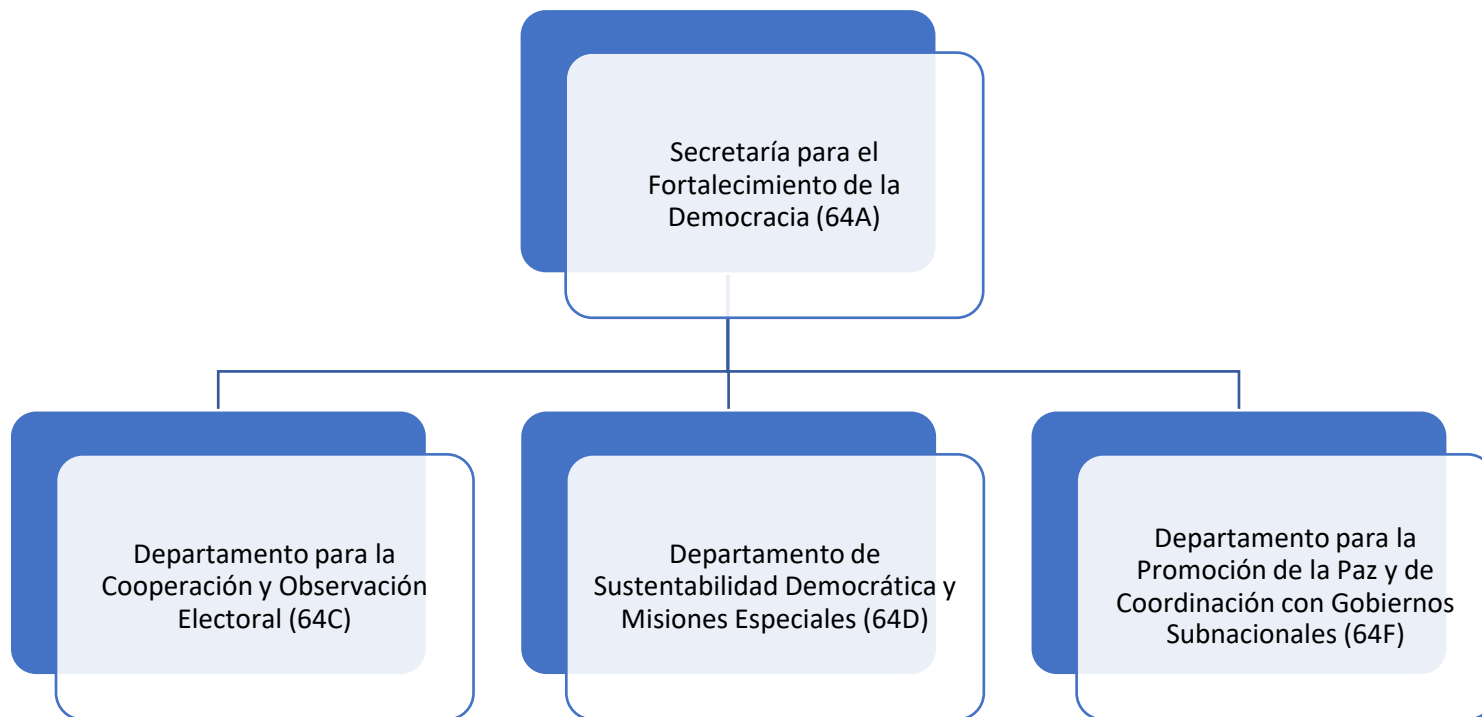 Secretaría para el
Fortalecimiento de la
Democracia (64A)
Departamento para la
Cooperación y Observación
Electoral (64C)
Departamento de
Sustentabilidad Democrática y
Misiones Especiales (64D)
Departamento para la
Promoción de la Paz y de
Coordinación con Gobiernos
Subnacionales (64F)